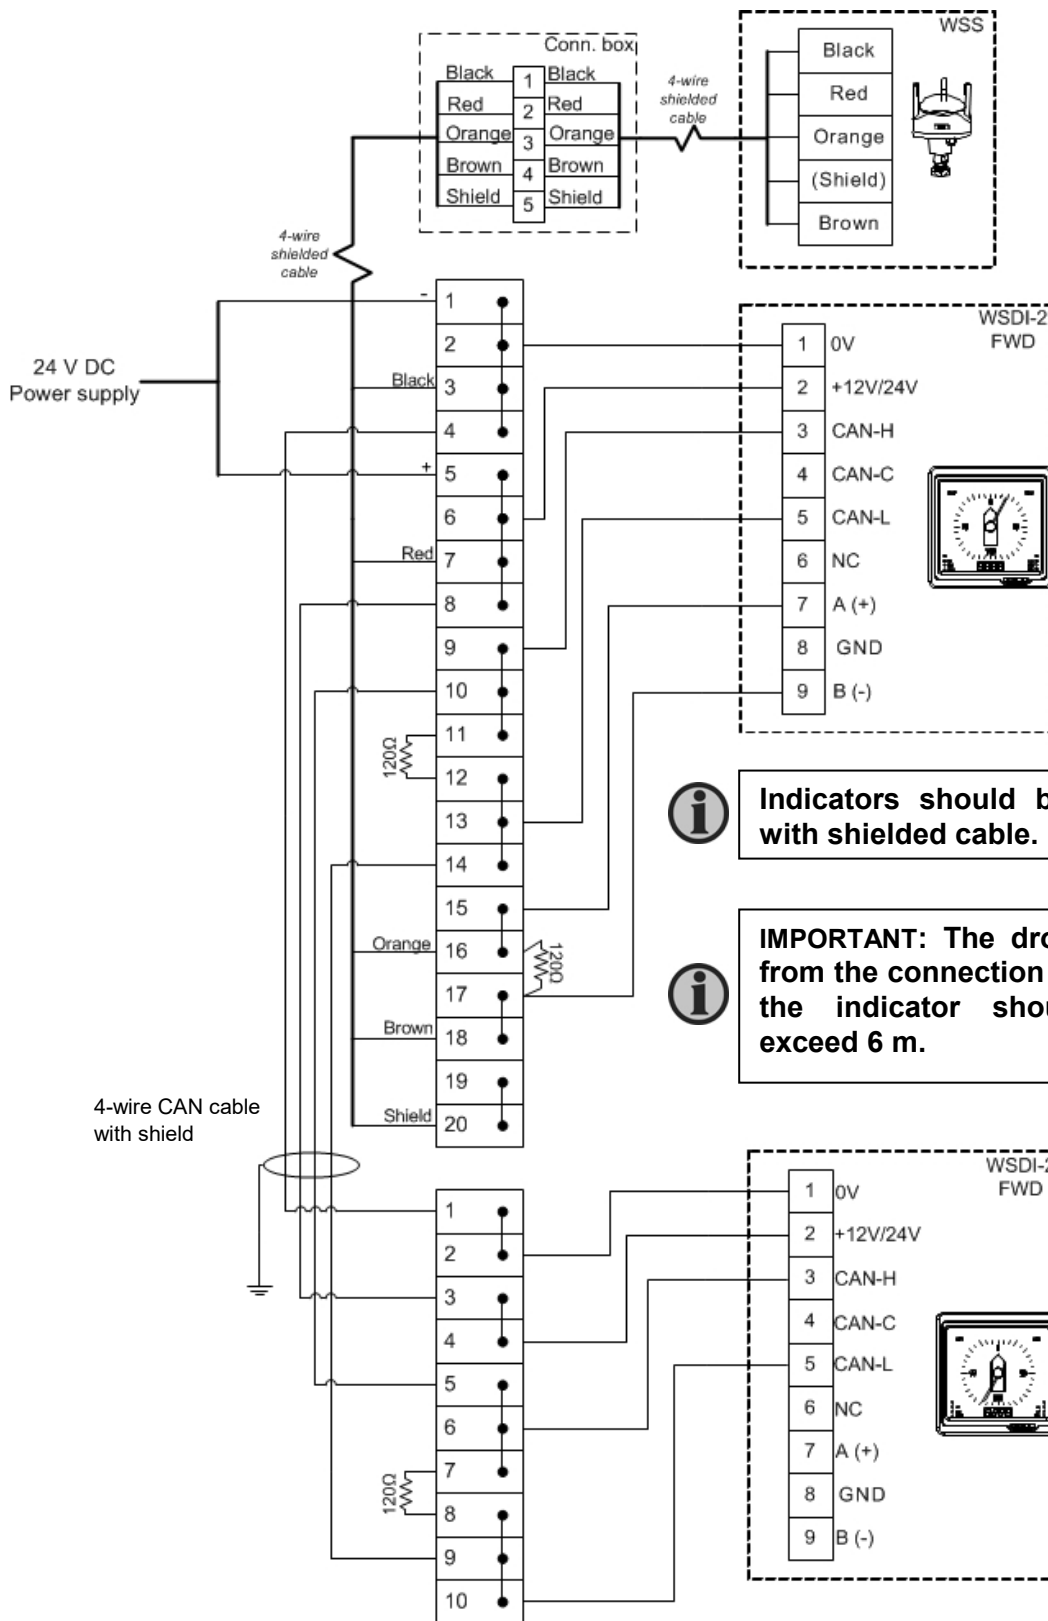 WSS
Black
Red
Orange
(Shield)
Brown
Conn. box
Black 1 Black
Red 2 Red
Orange 3 Orange
Brown 4 Brown
Shield 5 Shield
4-wire
shielded
cable
4-wire
shielded
cable
24 V DC
Power supply
- 1
2
Black 3
4
+ 5
6
Red 7
8
9
10
11
120Ω
12
13
14
15
Orange 16
120Ω
17
Brown 18
19
Shield 20
WSDI-2
FWD
1 0V
2 +12V/24V
3 CAN-H
4 CAN-C
5 CAN-L
6 NC
7 A (+)
8 GND
9 B (-)
Indicators should b
with shielded cable.
IMPORTANT: The dro
from the connection
the indicator shou
exceed 6 m.
4-wire CAN cable
with shield
1
2
3
4
5
6
7
120Ω
8
9
10
WSDI-2
FWD
1 0V
2 +12V/24V
3 CAN-H
4 CAN-C
5 CAN-L
6 NC
7 A (+)
8 GND
9 B (-)